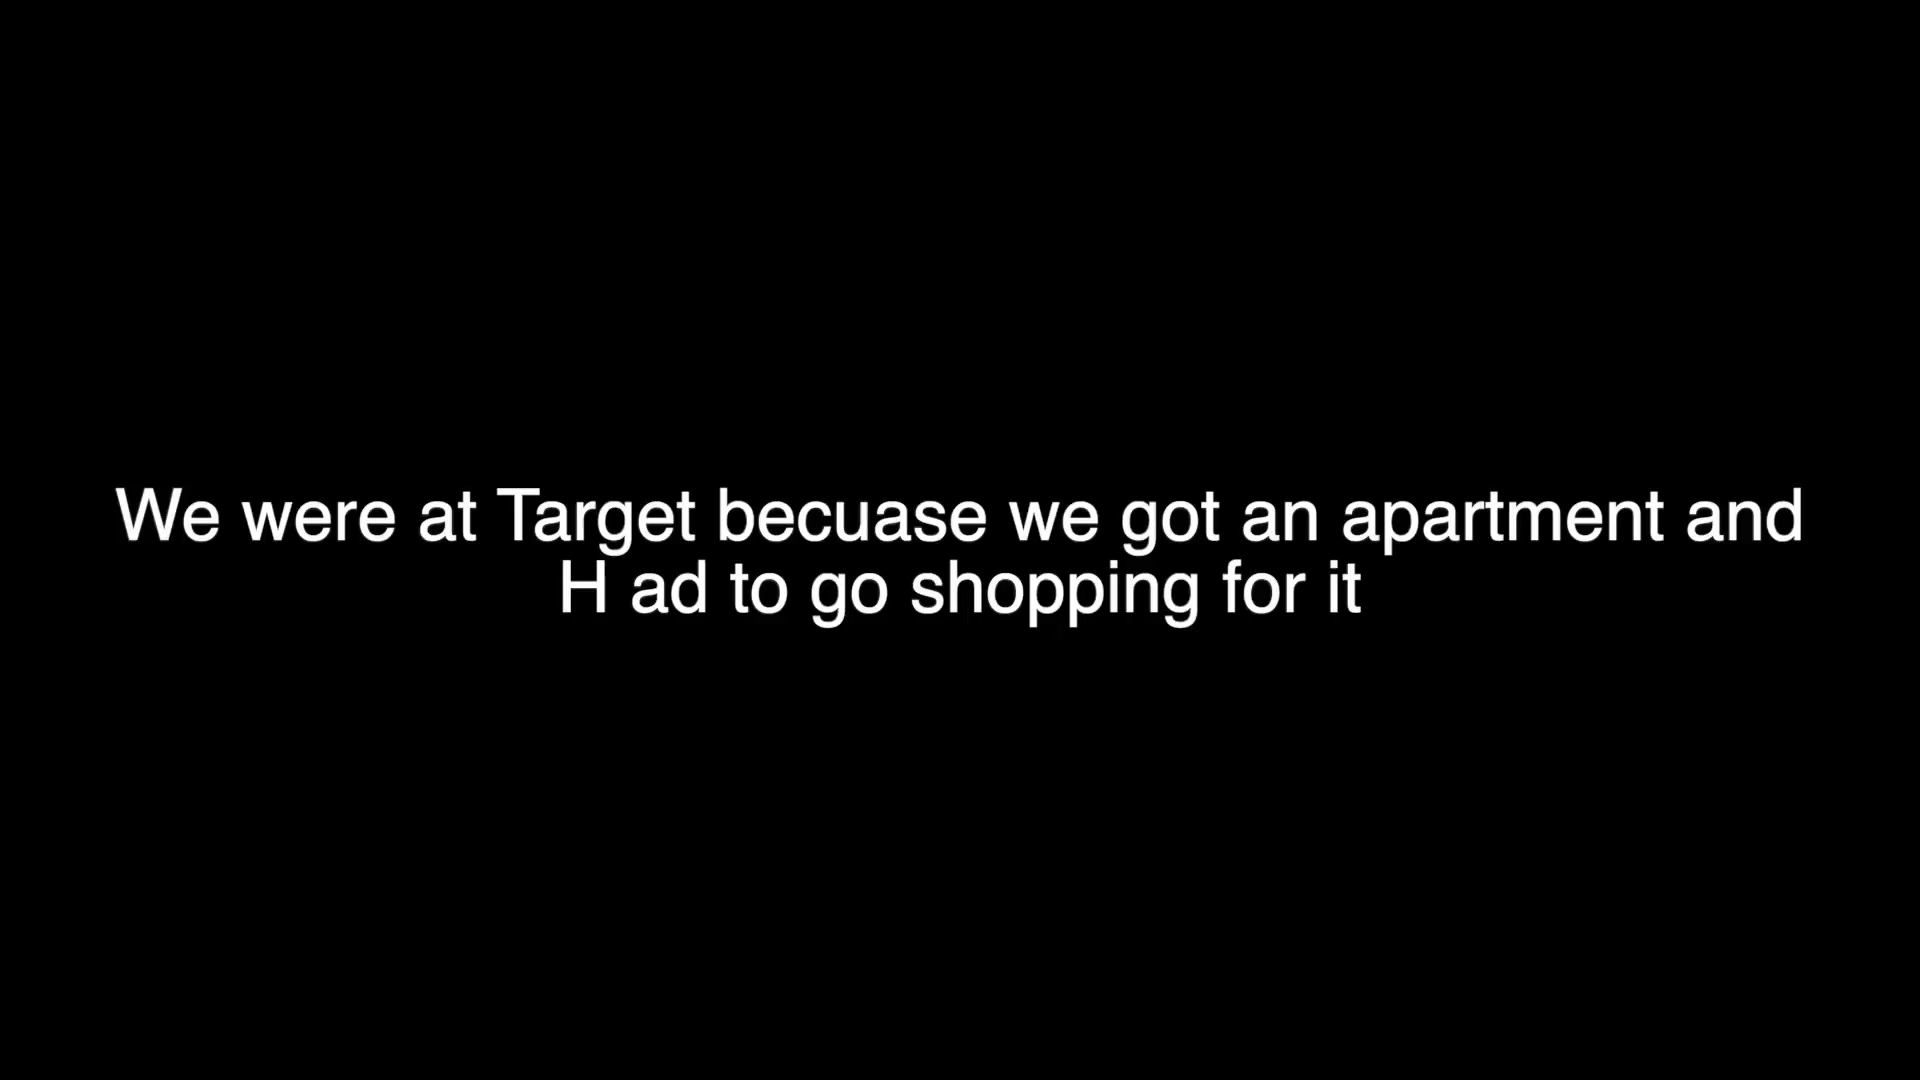 We were at Target becuase we got an apartment and
H ad to go shopping for it